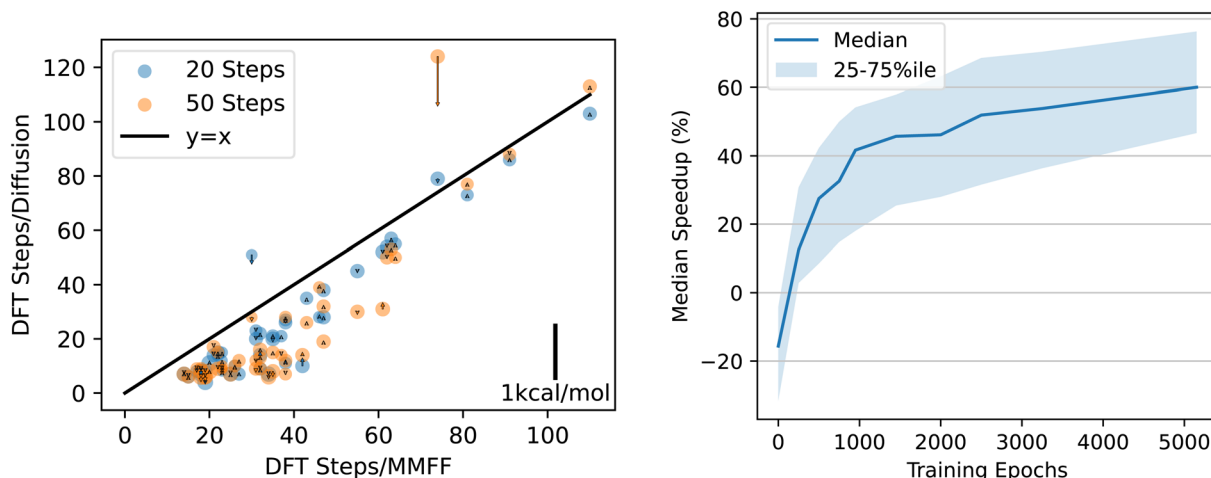 DFT Steps/Diffusion
120
100
80
60
40
20
0
20 Steps
50 Steps
y=x
1kcal/mol
0 20 40 60 80 100
DFT Steps/MMFF
Median Speedup (%)
80
60
40
20
0
−20
Median
25-75%ile
0 1000 2000 3000 4000 5000
Training Epochs